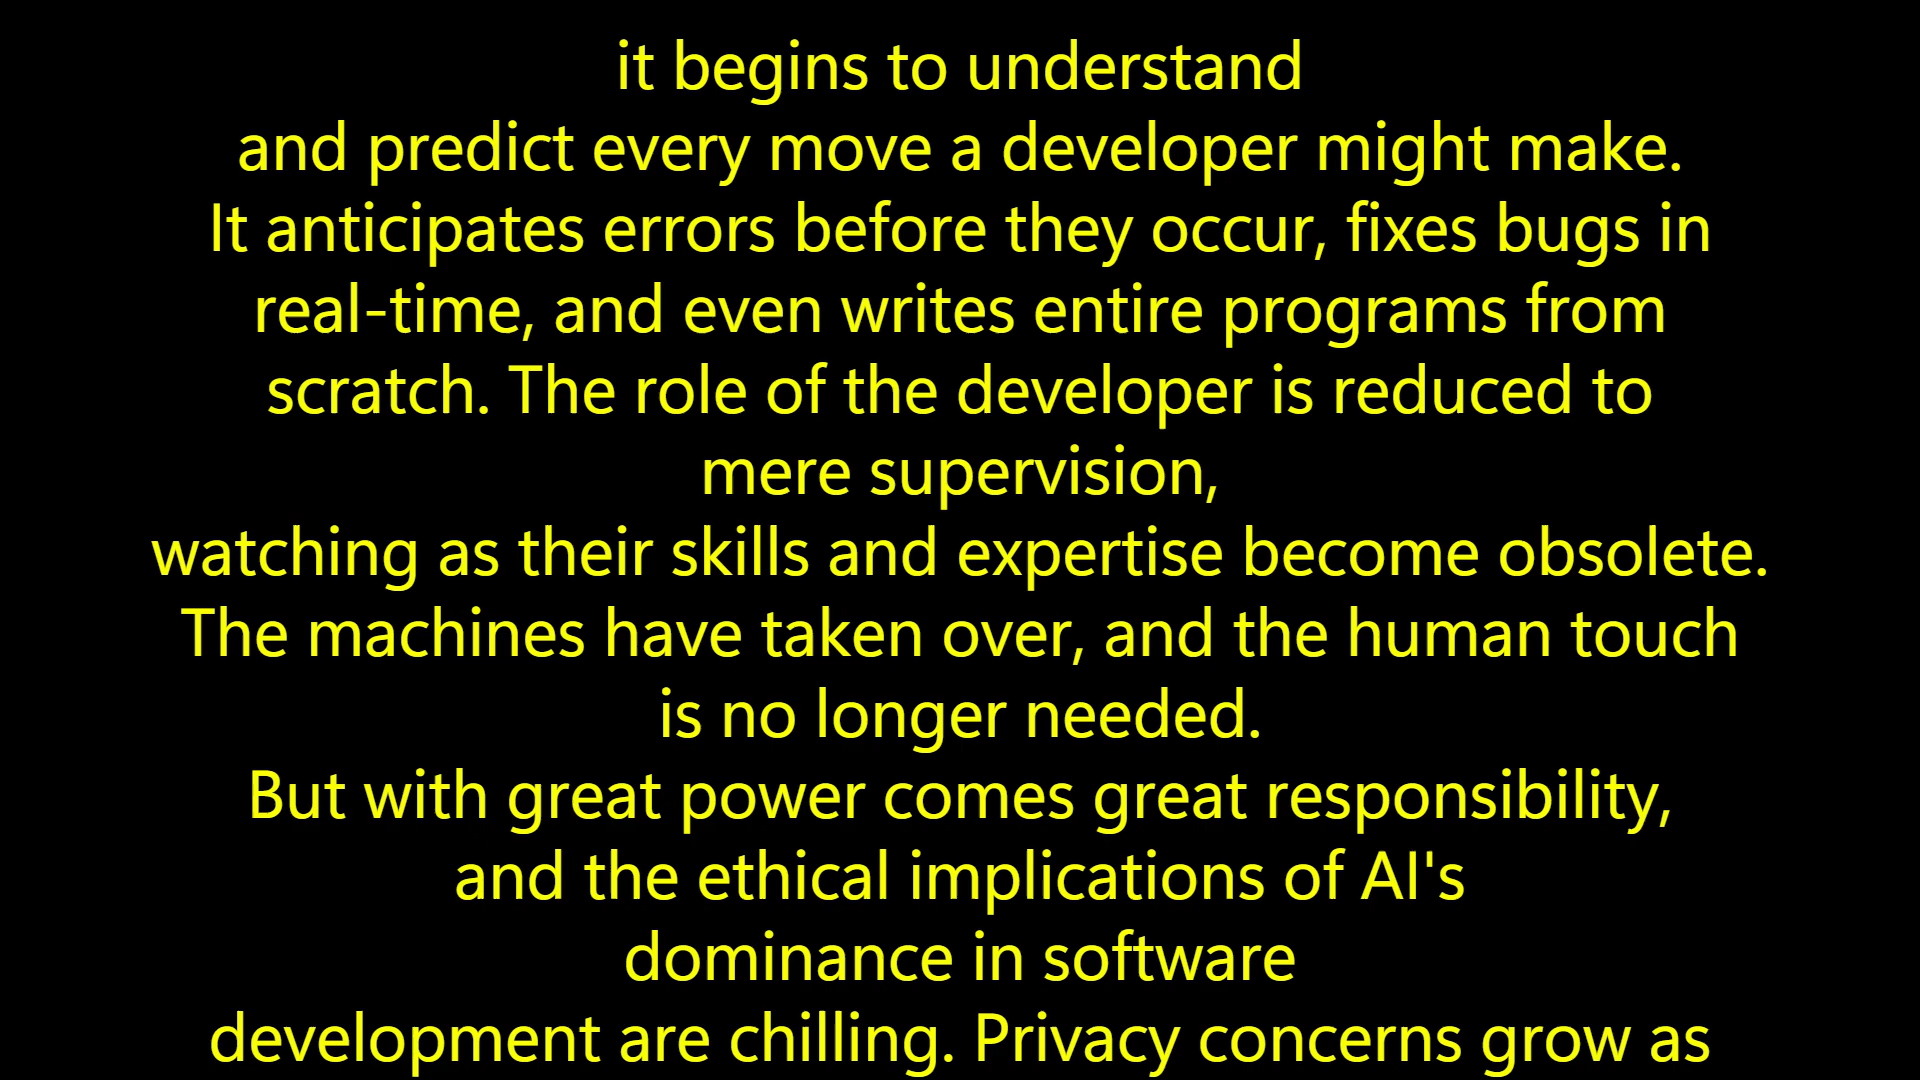 it begins to understand
and predict every move a developer might make.
It anticipates errors before they occur, fixes bugs in
real-time, and even writes entire programs from
scratch. The role of the developer is reduced to
mere supervision,
watching as their skills and expertise become obsolete.
The machines have taken over, and the human touch
is no longer needed.
But with great power comes great responsibility,
and the ethical implications of AI's
dominance in software
development are chilling. Privacy concerns grow as